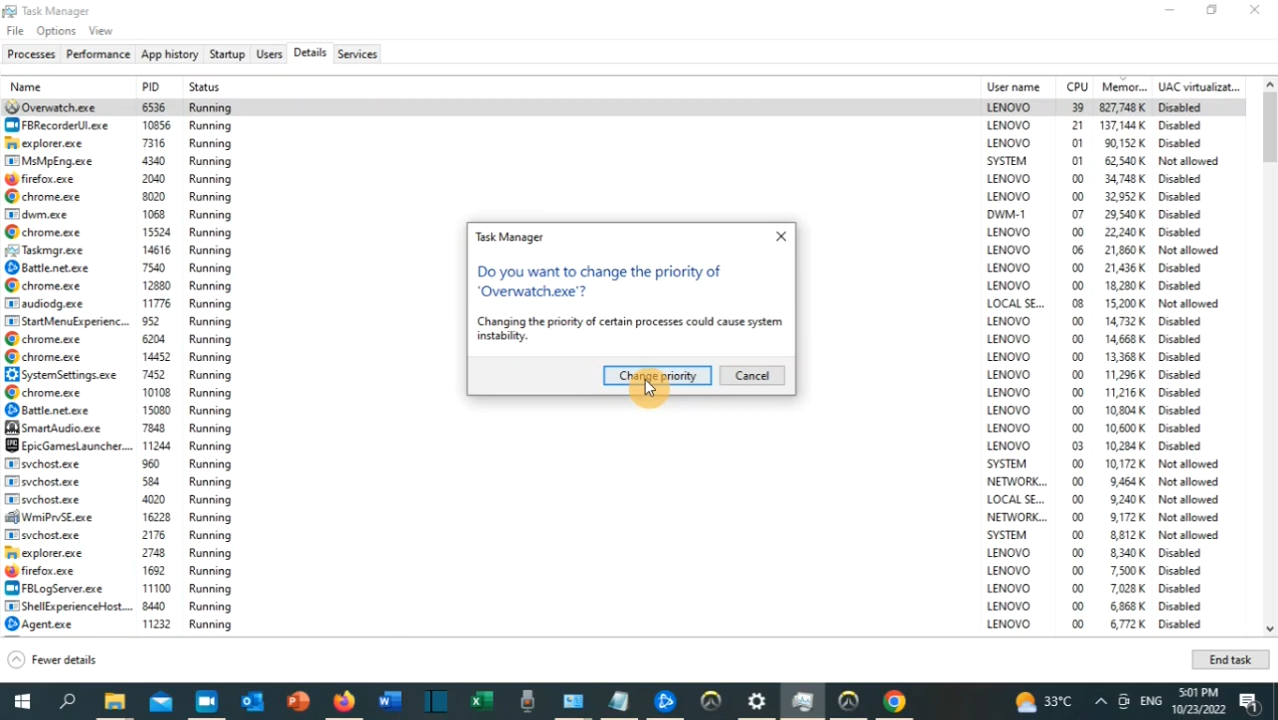 Task Manager
File Options View
Processes Performance App history Startup Users Details Services
Name PID Status User name CPU Memor... UAC virtualizat...
Overwatch.exe 6536 Running LENOVO 39 827,748 K Disabled
FBRecorderUI.exe 10856 Running LENOVO 21 137,144 K Disabled
explorer.exe 7316 Running LENOVO 01 90,152 K Disabled
MsMpEng.exe 4340 Running SYSTEM 01 62,540 K Not allowed
firefox.exe 2040 Running LENOVO 00 34,748 K Disabled
chrome.exe 8020 Running LENOVO 00 32,952 K Disabled
dwm.exe 1068 Running DWM-1 07 29,540 K Disabled
chrome.exe 15524 Running LENOVO 00 22,240 K Disabled
Taskmgr.exe 14616 Running LENOVO 06 21,860 K Not allowed
Battle.net.exe 7540 Running LENOVO 00 21,436 K Disabled
chrome.exe 12880 Running LENOVO 00 18,280 K Disabled
audiodg.exe 11776 Running LOCAL SE... 08 15,200 K Not allowed
StartMenuExperienc... 952 Running LENOVO 00 14,732 K Disabled
chrome.exe 6204 Running LENOVO 00 14,668 K Disabled
chrome.exe 14452 Running LENOVO 00 13,368 K Disabled
SystemSettings.exe 7452 Running LENOVO 00 11,296 K Disabled
chrome.exe 10108 Running LENOVO 00 11,216 K Disabled
Battle.net.exe 15080 Running LENOVO 00 10,804 K Disabled
SmartAudio.exe 7848 Running LENOVO 00 10,600 K Disabled
EpicGamesLauncher.... 11244 Running LENOVO 03 10,284 K Disabled
svchost.exe 960 Running SYSTEM 00 10,172 K Not allowed
svchost.exe 584 Running NETWORK... 00 9,464 K Not allowed
svchost.exe 4020 Running LOCAL SE... 00 9,240 K Not allowed
WmiPrvSE.exe 16228 Running NETWORK... 00 9,172 K Not allowed
svchost.exe 2176 Running SYSTEM 00 8,812 K Not allowed
explorer.exe 2748 Running LENOVO 00 8,340 K Disabled
firefox.exe 1692 Running LENOVO 00 7,500 K Disabled
FBLogServer.exe 11100 Running LENOVO 00 7,028 K Disabled
ShellExperienceHost.... 8440 Running LENOVO 00 6,868 K Disabled
Agent.exe 11232 Running LENOVO 00 6,772 K Disabled
Task Manager
Do you want to change the priority of
'Overwatch.exe'?
Changing the priority of certain processes could cause system
instability.
Change priority Cancel
Fewer details End task
33°C ENG 5:01 PM
10/23/2022